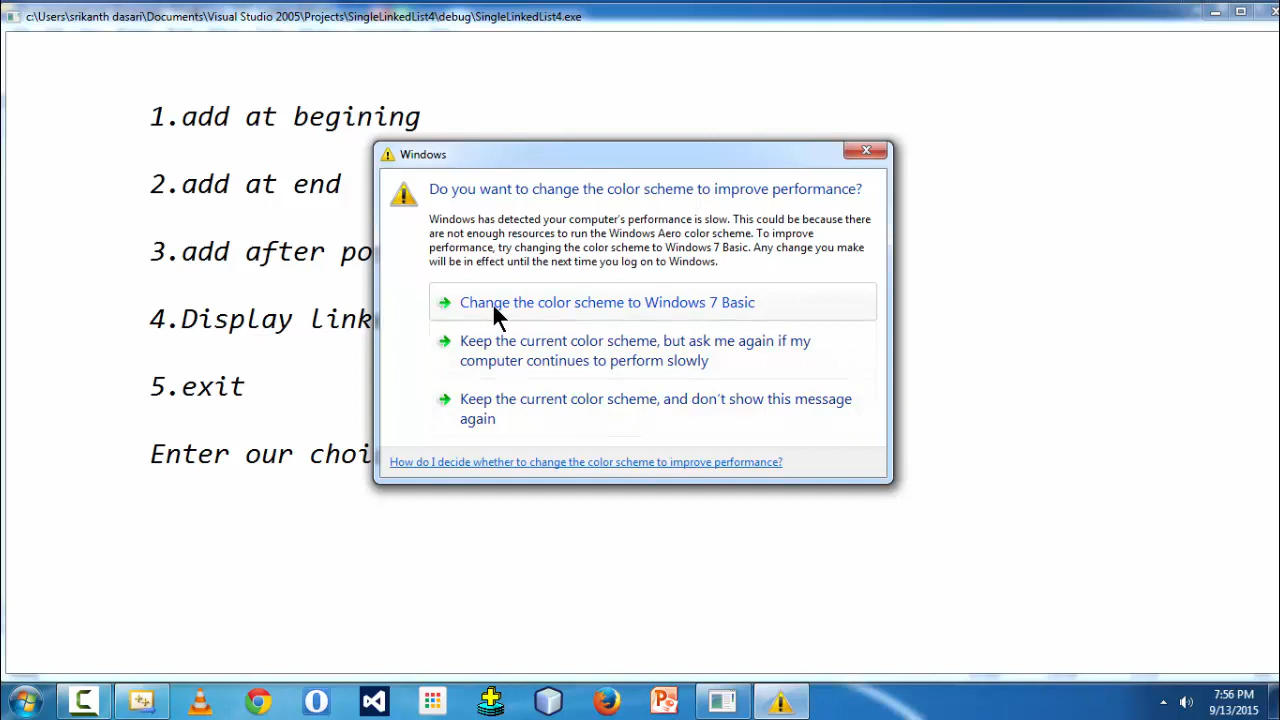 c:\Users\srikanth dasari\Documents\Visual Studio 2005\Projects\SingleLinkedList4\debug\SingleLinkedList4.exe
1.add at begining
2.add at end
3.add after po
4.Display link
5.exit
Enter our choi
Windows
Do you want to change the color scheme to improve performance?
Windows has detected your computer's performance is slow. This could be because there
are not enough resources to run the Windows Aero color scheme. To improve
performance, try changing the color scheme to Windows 7 Basic. Any change you make
will be in effect until the next time you log on to Windows.
Change the color scheme to Windows 7 Basic
Keep the current color scheme, but ask me again if my
computer continues to perform slowly
Keep the current color scheme, and don't show this message
again
How do I decide whether to change the color scheme to improve performance?
7:56 PM
9/13/2015